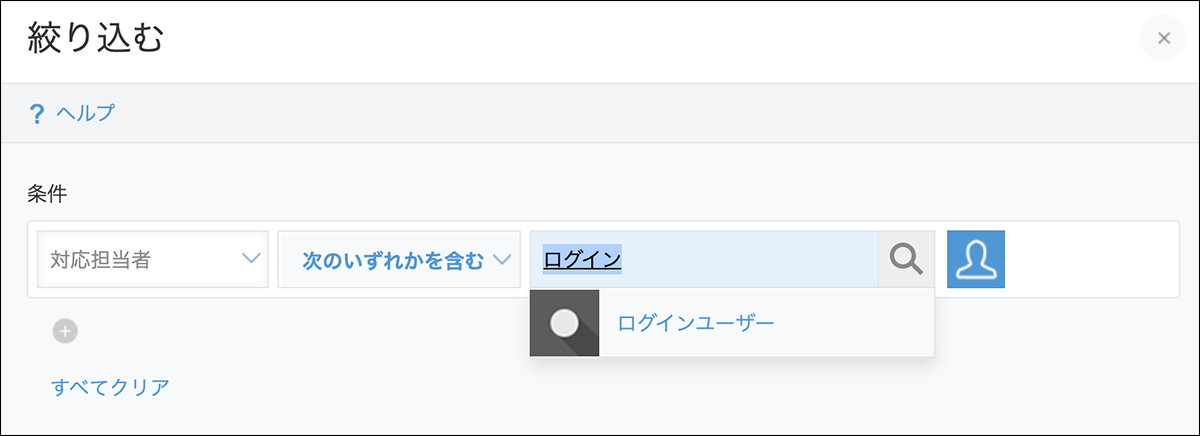 絞り込む
×
? ヘルプ
条件
対応担当者 次のいずれかを含む ログイン
ログインユーザー
すべてクリア